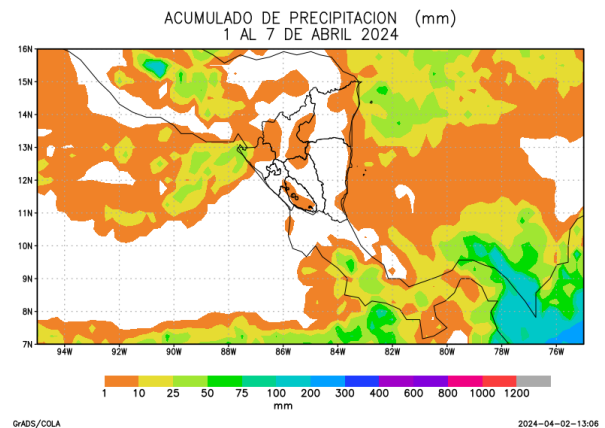 ACUMULADO DE PRECIPITACION (mm)
1 AL 7 DE ABRIL 2024
16N
15N
14N
13N
12N
11N
10N
9N
8N
7N
94W 92W 90W 88W 86W 84W 82W 80W 78W 76W
1 10 25 50 75 100 200 300 400 600 800 1000 1200
mm
GrADS/COLA 2024-04-02-13:06